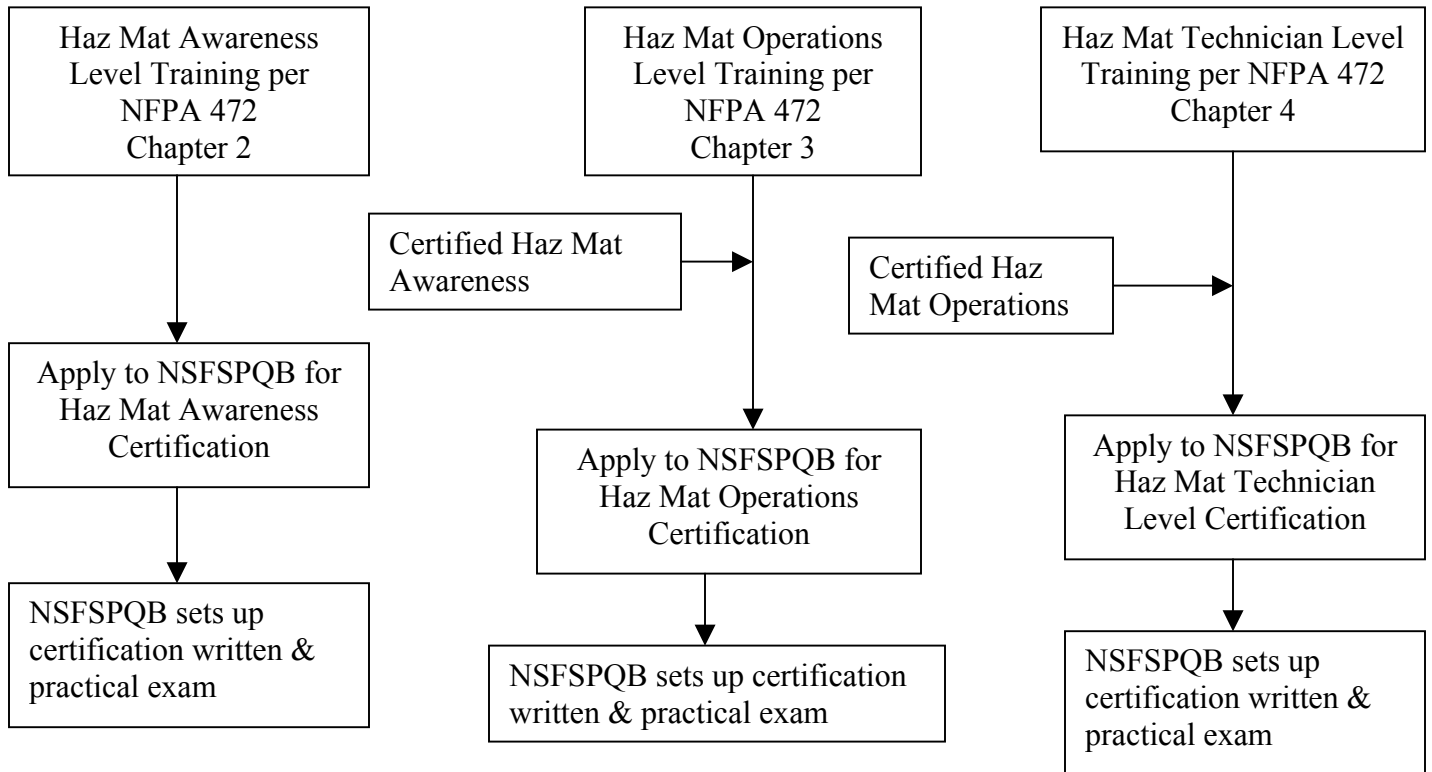 Haz Mat Awareness
Level Training per
NFPA 472
Chapter 2
Haz Mat Operations
Level Training per
NFPA 472
Chapter 3
Haz Mat Technician Level
Training per NFPA 472
Chapter 4
Certified Haz Mat
Awareness
Certified Haz
Mat Operations
Apply to NSFSPQB for
Haz Mat Awareness
Certification
Apply to NSFSPQB for
Haz Mat Operations
Certification
Apply to NSFSPQB for
Haz Mat Technician
Level Certification
NSFSPQB sets up
certification written &
practical exam
NSFSPQB sets up certification
written & practical exam
NSFSPQB sets up
certification written &
practical exam